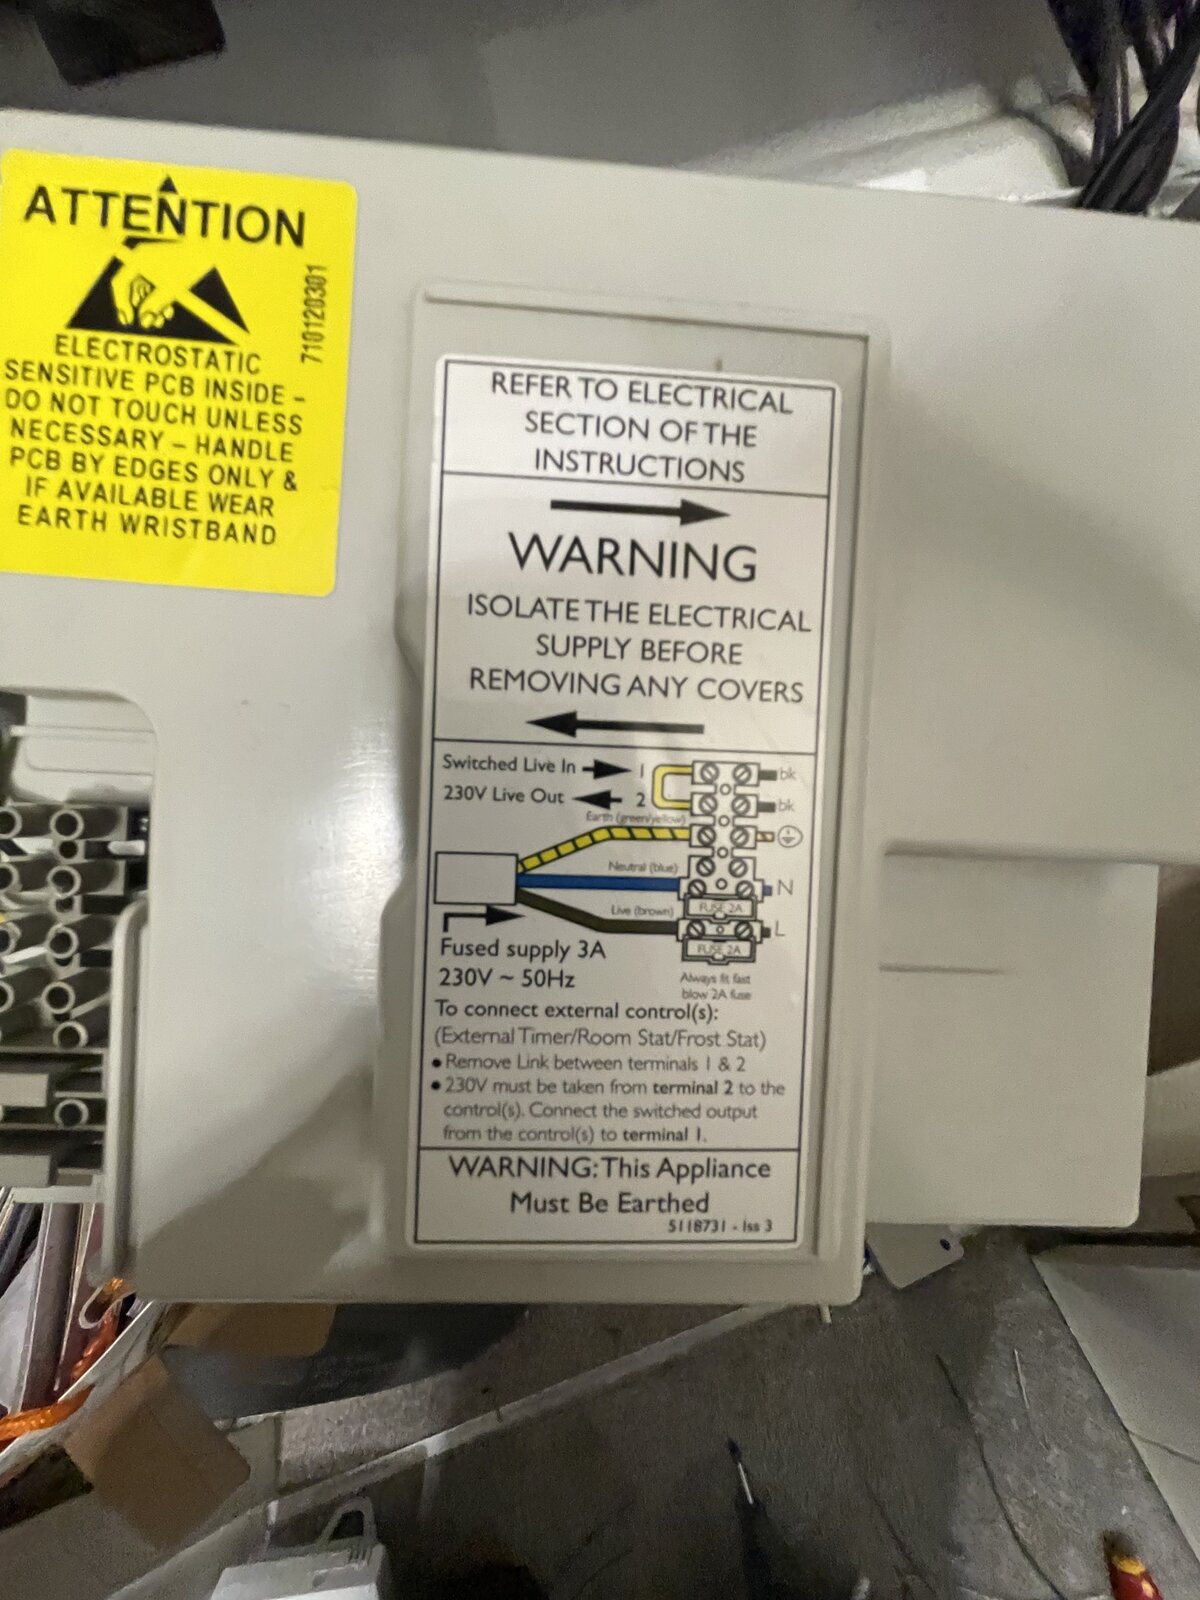 ATTENTION
710120301
ELECTROSTATIC
SENSITIVE PCB INSIDE -
DO NOT TOUCH UNLESS
NECESSARY - HANDLE
PCB BY EDGES ONLY &
IF AVAILABLE WEAR
EARTH WRISTBAND
REFER TO ELECTRICAL
SECTION OF THE
INSTRUCTIONS
WARNING
ISOLATE THE ELECTRICAL
SUPPLY BEFORE
REMOVING ANY COVERS
Switched Live In 1 bk
230V Live Out 2 bk
Earth (green/yellow)
Neutral (blue) N
FUSE 2A
Live (brown) L
FUSE 2A
Fused supply 3A
230V ~ 50Hz
Always fit fast
blow 2A fuse
To connect external control(s):
(External Timer/Room Stat/Frost Stat)
• Remove Link between terminals 1 & 2
• 230V must be taken from terminal 2 to the
control(s). Connect the switched output
from the control(s) to terminal 1.
WARNING: This Appliance
Must Be Earthed
5118731 - Iss 3